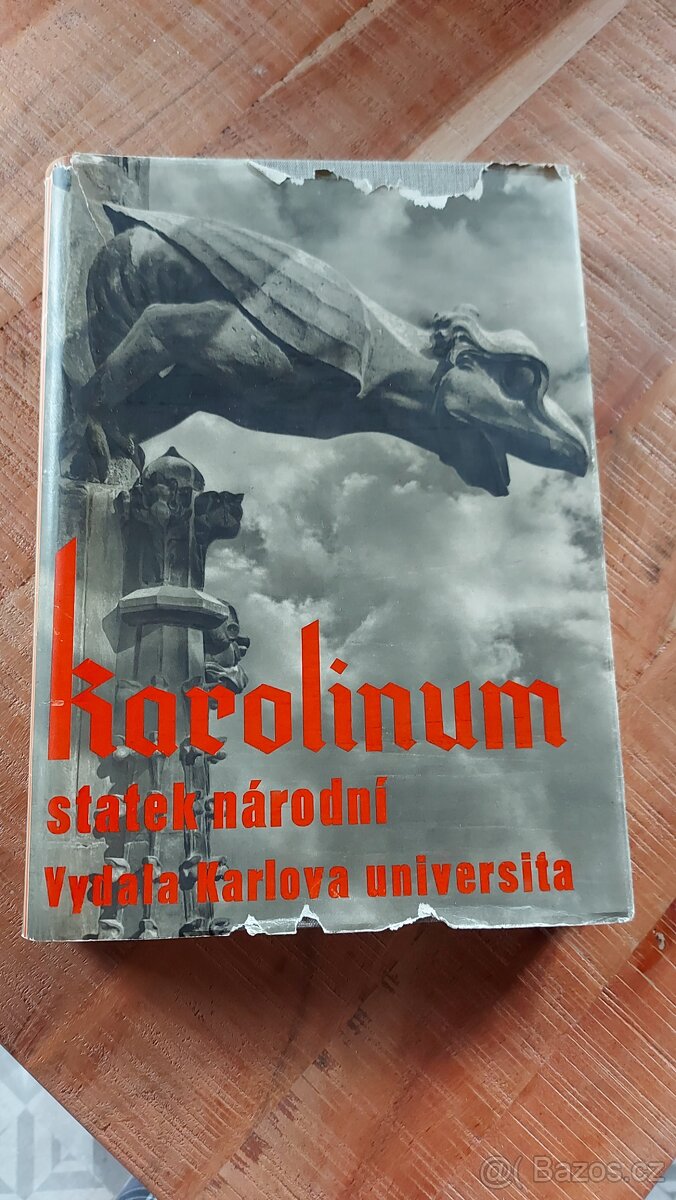 karolinum
statek národní
Vydala Karlova universita
@( Bazos.cz